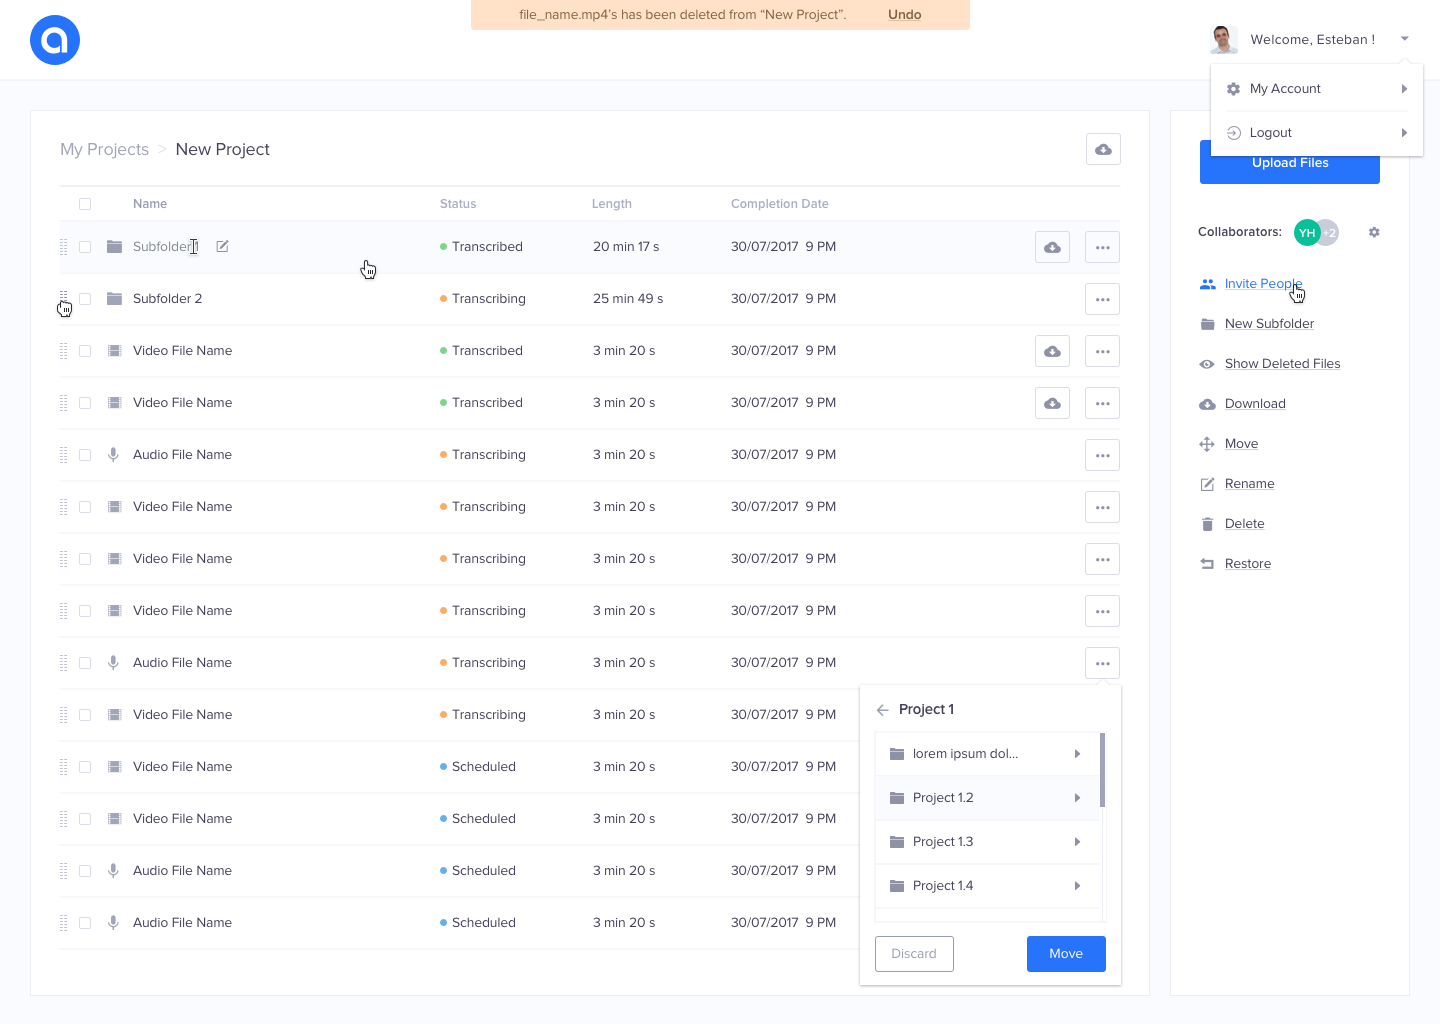 file_name.mp4's has been deleted from “New Project”. Undo
a
Welcome, Esteban !
My Account
Logout
My Projects > New Project
Upload Files
Name Status Length Completion Date
Subfolder 1 Transcribed 20 min 17 s 30/07/2017 9 PM
Collaborators: YH +2
Subfolder 2 Transcribing 25 min 49 s 30/07/2017 9 PM
Video File Name Transcribed 3 min 20 s 30/07/2017 9 PM
Video File Name Transcribed 3 min 20 s 30/07/2017 9 PM
Audio File Name Transcribing 3 min 20 s 30/07/2017 9 PM
Video File Name Transcribing 3 min 20 s 30/07/2017 9 PM
Video File Name Transcribing 3 min 20 s 30/07/2017 9 PM
Video File Name Transcribing 3 min 20 s 30/07/2017 9 PM
Audio File Name Transcribing 3 min 20 s 30/07/2017 9 PM
Video File Name Transcribing 3 min 20 s 30/07/2017 9 PM
Video File Name Scheduled 3 min 20 s 30/07/2017 9 PM
Video File Name Scheduled 3 min 20 s 30/07/2017 9 PM
Audio File Name Scheduled 3 min 20 s 30/07/2017 9 PM
Audio File Name Scheduled 3 min 20 s 30/07/2017 9 PM
Invite People
New Subfolder
Show Deleted Files
Download
Move
Rename
Delete
Restore
Project 1
lorem ipsum dol...
Project 1.2
Project 1.3
Project 1.4
Discard Move